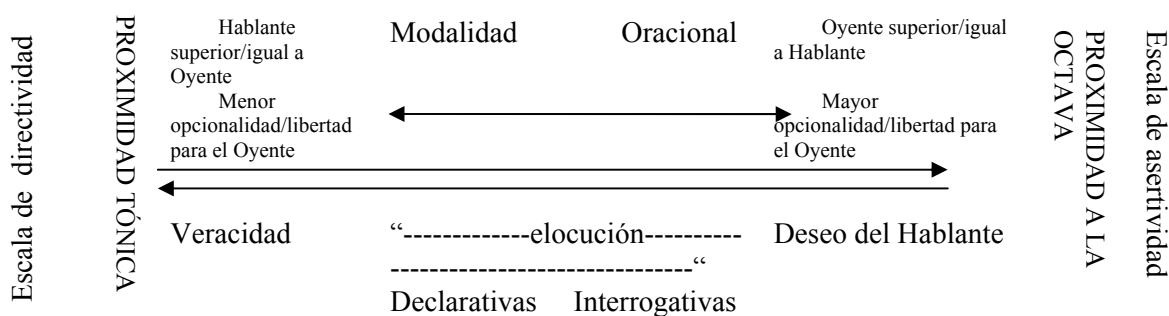 Escala de directividad
PROXIMIDAD TÓNICA
Hablante
superior/igual a
Oyente
Menor
opcionalidad/libertad
para el Oyente
Modalidad Oracional
Oyente superior/igual
a Hablante
Mayor
opcionalidad/libertad para
el Oyente
Veracidad
“-------------elocución-----------
-------------------------------“
Declarativas Interrogativas
Deseo del Hablante
PROXIMIDAD A LA
OCTAVA
Escala de asertividad